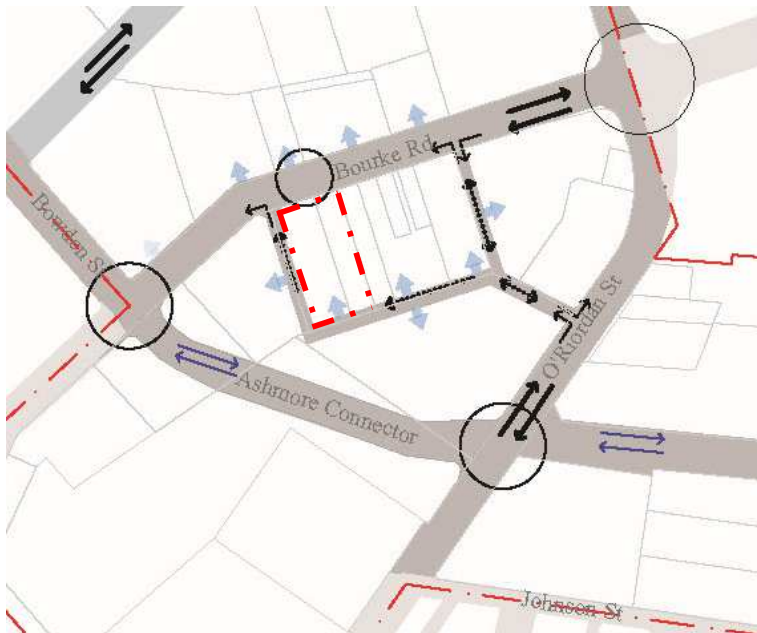 Bourke Rd
Bowden St
O'Riordan St
Ashmore Connector
Johnson St